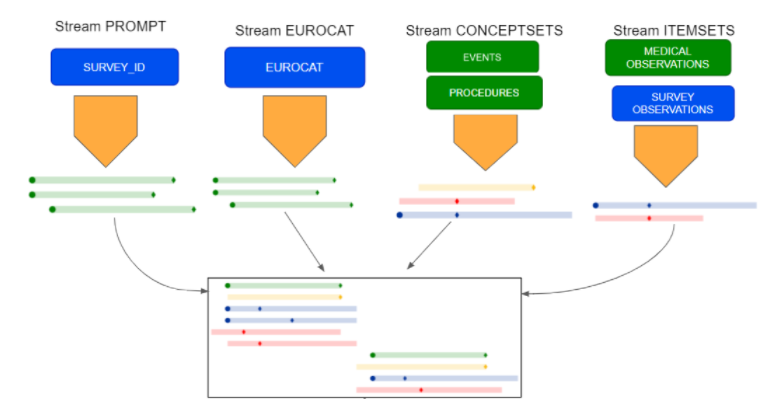 Stream PROMPT
SURVEY_ID
Stream EUROCAT
EUROCAT
Stream CONCEPTSETS
EVENTS
PROCEDURES
Stream ITEMSETS
MEDICAL
OBSERVATIONS
SURVEY
OBSERVATIONS